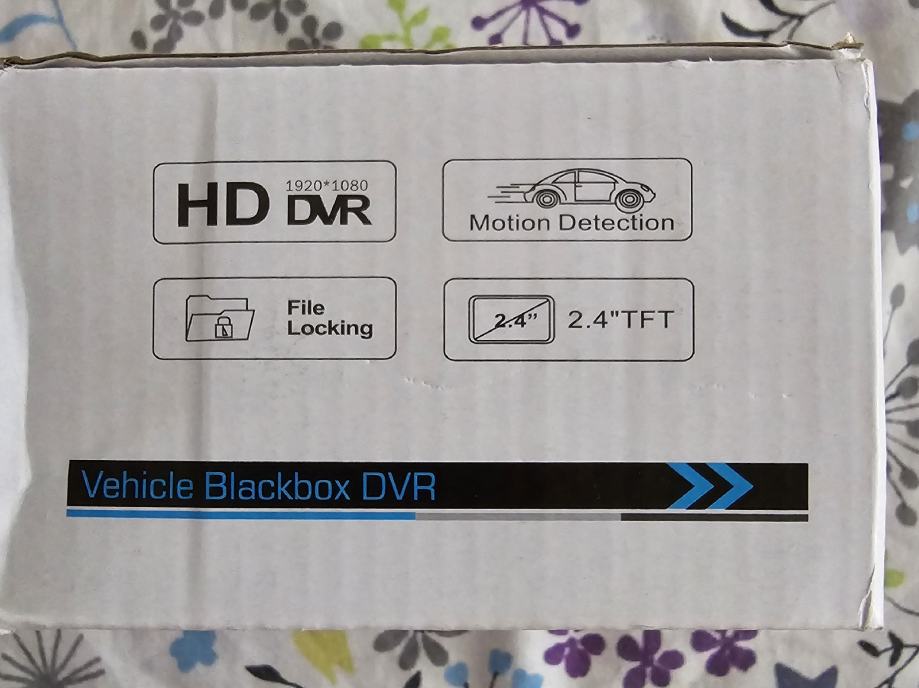 HD 1920*1080 DVR
Motion Detection
File
Locking
2.4”
2.4"TFT
Vehicle Blackbox DVR